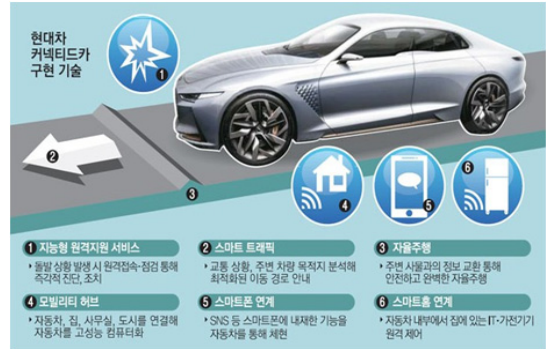 현대차
커넥티드카
구현 기술
1
2
3
4
5
6
1 지능형 원격지원 서비스
▸ 돌발 상황 발생 시 원격접속·점검 통해
즉각적 진단, 조치
2 스마트 트래픽
▸ 교통 상황, 주변 차량 목적지 분석해
최적화된 이동 경로 안내
3 자율주행
▸ 주변 사물과의 정보 교환 통해
안전하고 완벽한 자율주행
4 모빌리티 허브
▸ 자동차, 집, 사무실, 도시를 연결해
자동차를 고성능 컴퓨터화
5 스마트폰 연계
▸ SNS 등 스마트폰에 내재한 기능을
자동차를 통해 체현
6 스마트홈 연계
▸ 자동차 내부에서 집에 있는 IT·가전기기
원격 제어